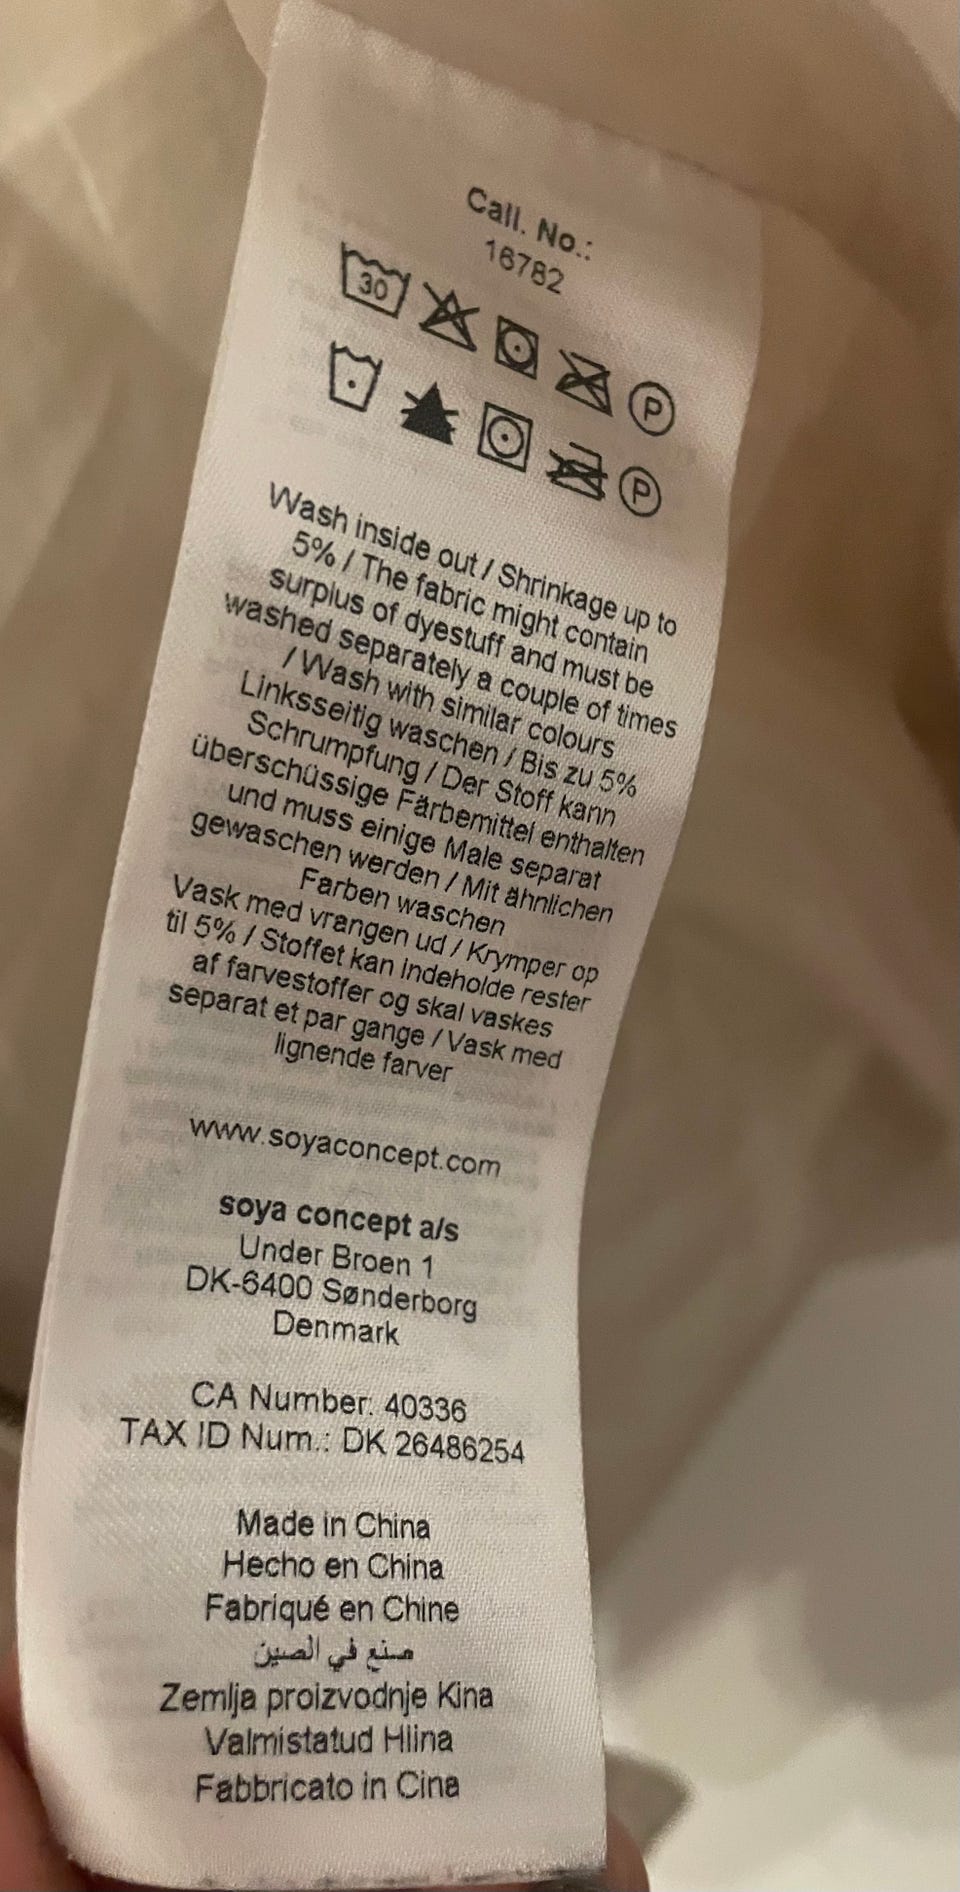 Call. No.:
16782
30
P
P
Wash inside out / Shrinkage up to
5% / The fabric might contain
surplus of dyestuff and must be
washed separately a couple of times
/ Wash with similar colours
Linksseitig waschen / Bis zu 5%
Schrumpfung / Der Stoff kann
überschüssige Färbemittel enthalten
und muss einige Male separat
gewaschen werden / Mit ähnlichen
Farben waschen
Vask med vrangen ud / Krymper op
til 5% / Stoffet kan indeholde rester
af farvestoffer og skal vaskes
separat et par gange / Vask med
lignende farver
www.soyaconcept.com
soya concept a/s
Under Broen 1
DK-6400 Sønderborg
Denmark
CA Number: 40336
TAX ID Num.: DK 26486254
Made in China
Hecho en China
Fabriqué en Chine
صنع في الصين
Zemlja proizvodnje Kina
Valmistatud Hiina
Fabbricato in Cina